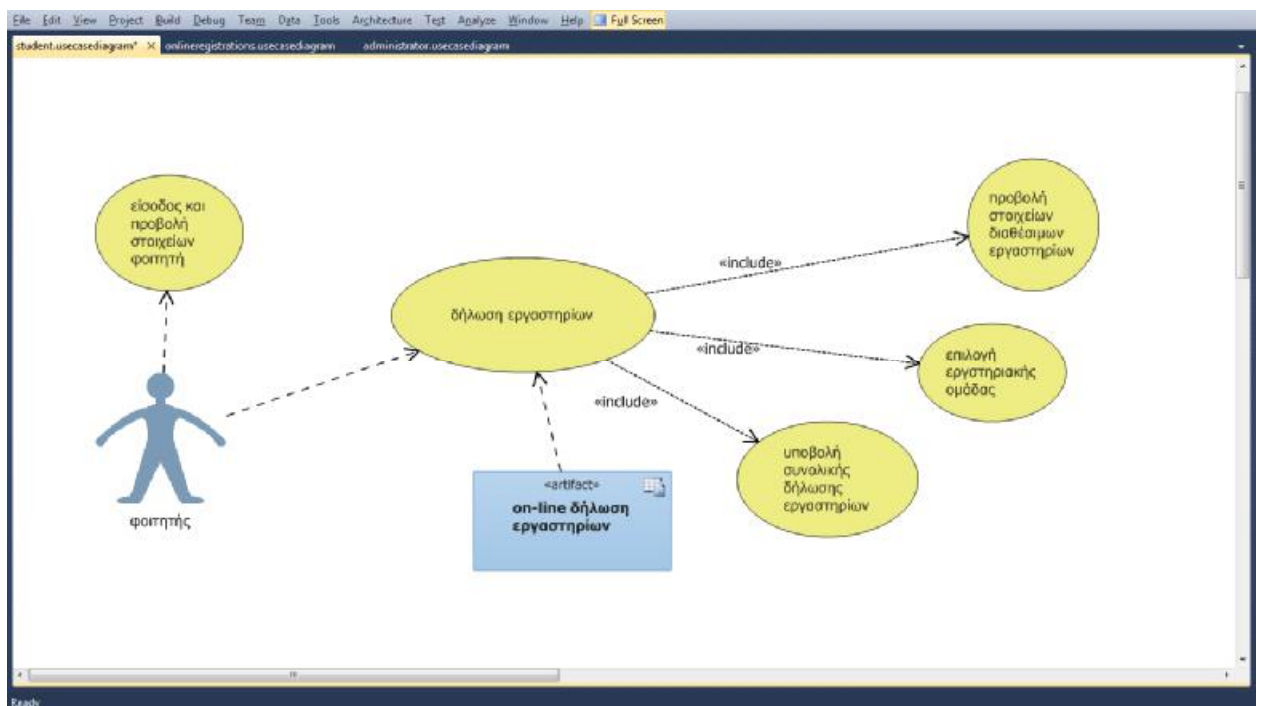 File Edit View Project Build Debug Team Data Tools Architecture Test Analyze Window Help Full Screen
student.usecasediagram* onlineregistrations.usecasediagram administrator.usecasediagram
είσοδος και
προβολή
στοιχείων
φοιτητή
προβολή
στοιχείων
διαθέσιμων
εργαστηρίων
«include»
δήλωση εργαστηρίων
«include»
επιλογή
εργστηριακής
ομάδας
«include»
υποβολή
συνολικής
δήλωσης
εργαστηρίων
«artifact»
on-line δήλωση
εργαστηρίων
φοιτητής
Ready